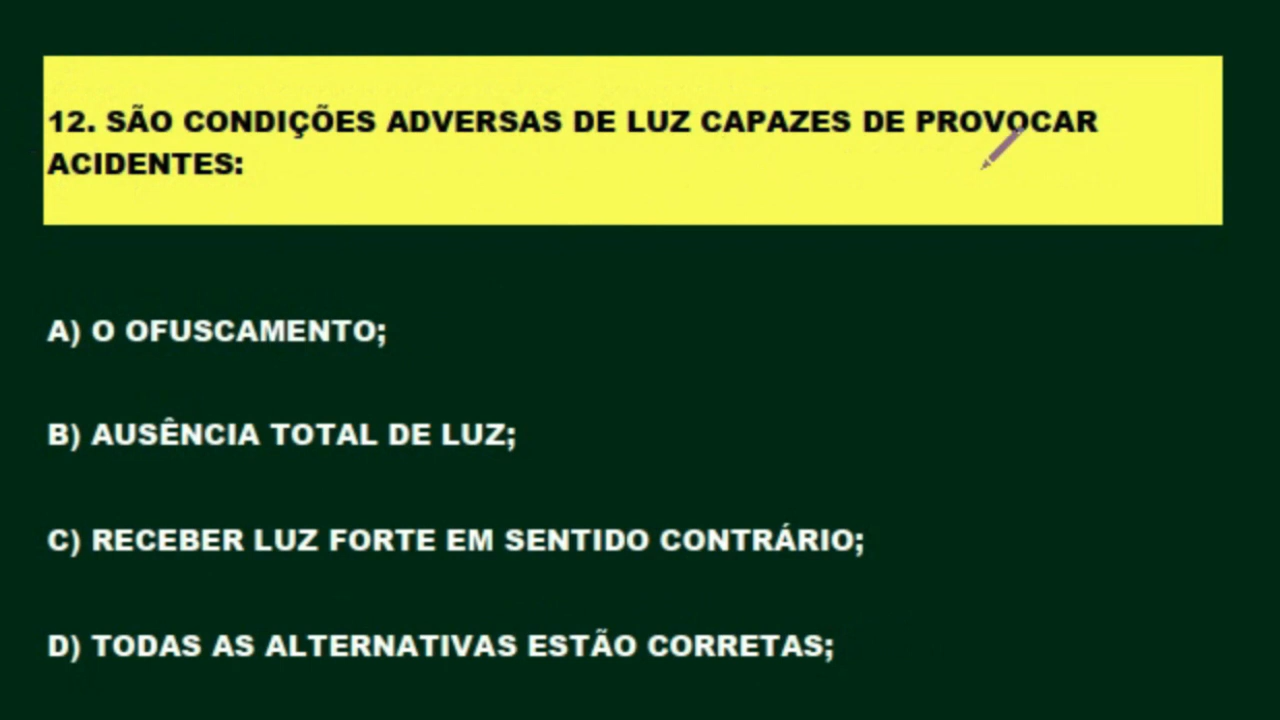 12. SÃO CONDIÇÕES ADVERSAS DE LUZ CAPAZES DE PROVOCAR
ACIDENTES:
A) O OFUSCAMENTO;
B) AUSÊNCIA TOTAL DE LUZ;
C) RECEBER LUZ FORTE EM SENTIDO CONTRÁRIO;
D) TODAS AS ALTERNATIVAS ESTÃO CORRETAS;